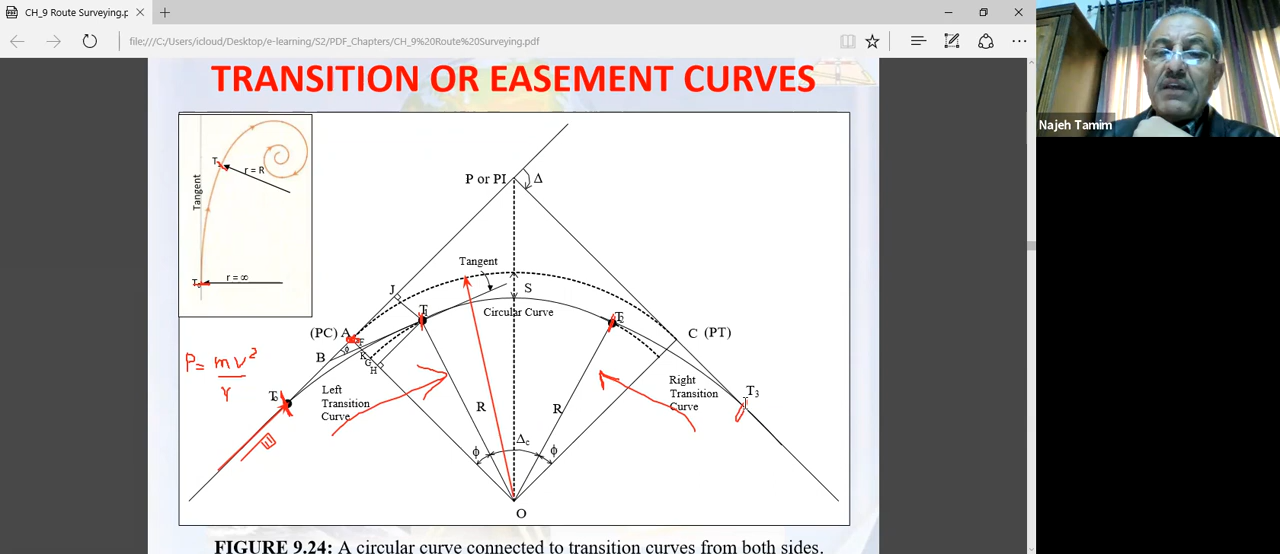 CH_9 Route Surveying.p
file:///C:/Users/icloud/Desktop/e-learning/S2/PDF_Chapters/CH_9%20Route%20Surveying.pdf
TRANSITION OR EASEMENT CURVES
Najeh Tamim
T
r = R
Tangent
r = ∞
P or PI
Δ
Tangent
J
S
T
Circular Curve
T2
(PC) A
C (PT)
B
K
G
H
P = mv²
r
T0
Left
Transition
Curve
Right
Transition
Curve
T3
R
R
Δc
ϕ
ϕ
O
FIGURE 9.24: A circular curve connected to transition curves from both sides.